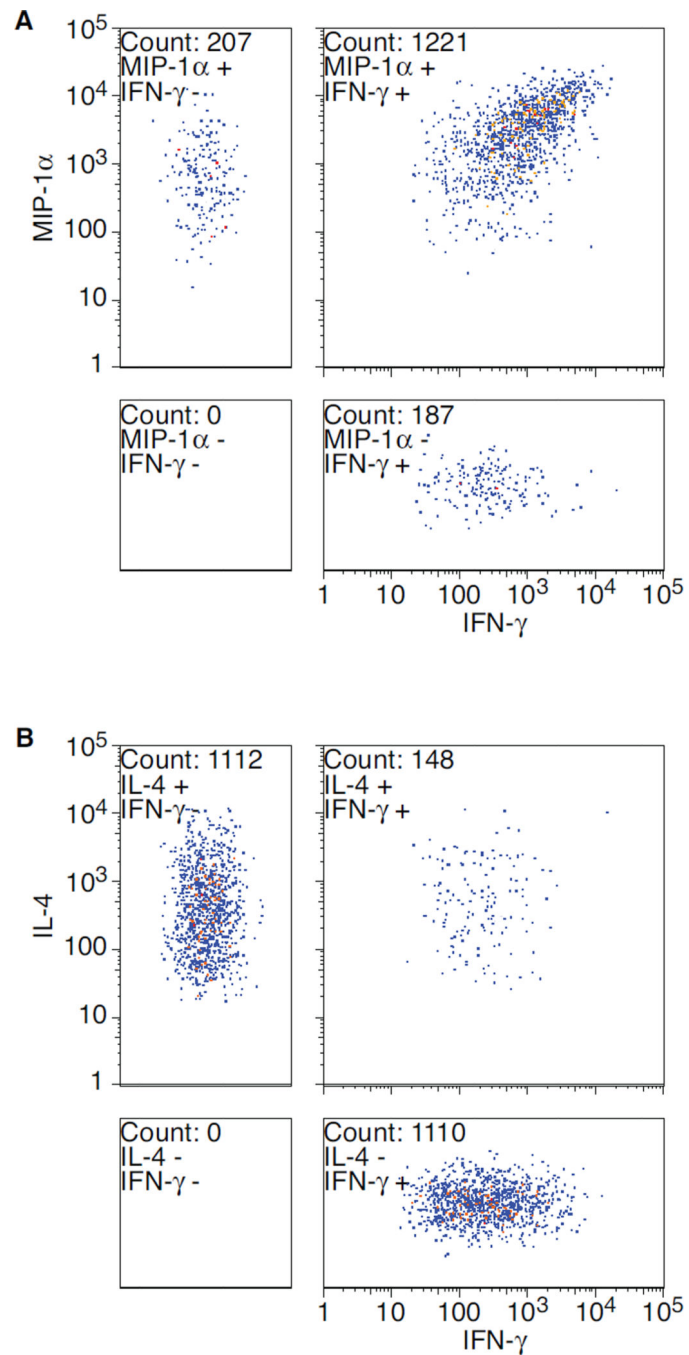 A
10⁵
10⁴
10³
100
10
1
MIP-1α
Count: 207
MIP-1α +
IFN-γ -
Count: 1221
MIP-1α +
IFN-γ +
Count: 0
MIP-1α -
IFN-γ -
Count: 187
MIP-1α -
IFN-γ +
1 10 100 10³ 10⁴ 10⁵
IFN-γ
B
10⁵
10⁴
10³
100
10
1
IL-4
Count: 1112
IL-4 +
IFN-γ -
Count: 148
IL-4 +
IFN-γ +
Count: 0
IL-4 -
IFN-γ -
Count: 1110
IL-4 -
IFN-γ +
1 10 100 10³ 10⁴ 10⁵
IFN-γ